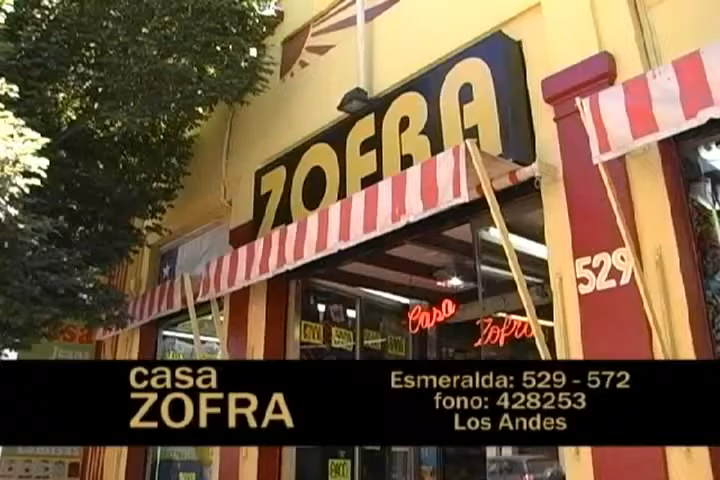 ZOFRA
529
Casa
Zofra
casa
ZOFRA
Esmeralda: 529 - 572
fono: 428253
Los Andes